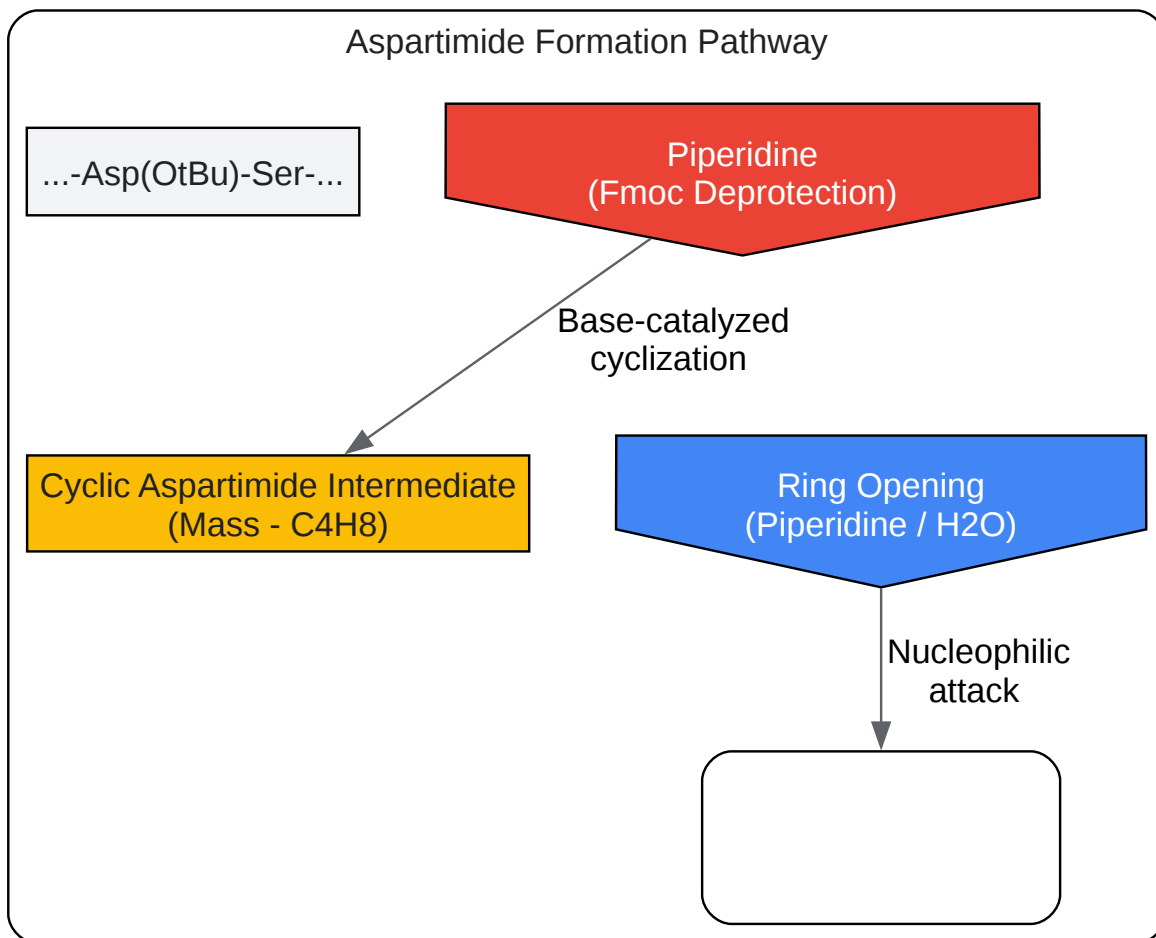 Aspartimide Formation Pathway
...-Asp(OtBu)-Ser-...
Piperidine
(Fmoc Deprotection)
Base-catalyzed
cyclization
Cyclic Aspartimide Intermediate
(Mass - C4H8)
Ring Opening
(Piperidine / H2O)
Nucleophilic
attack